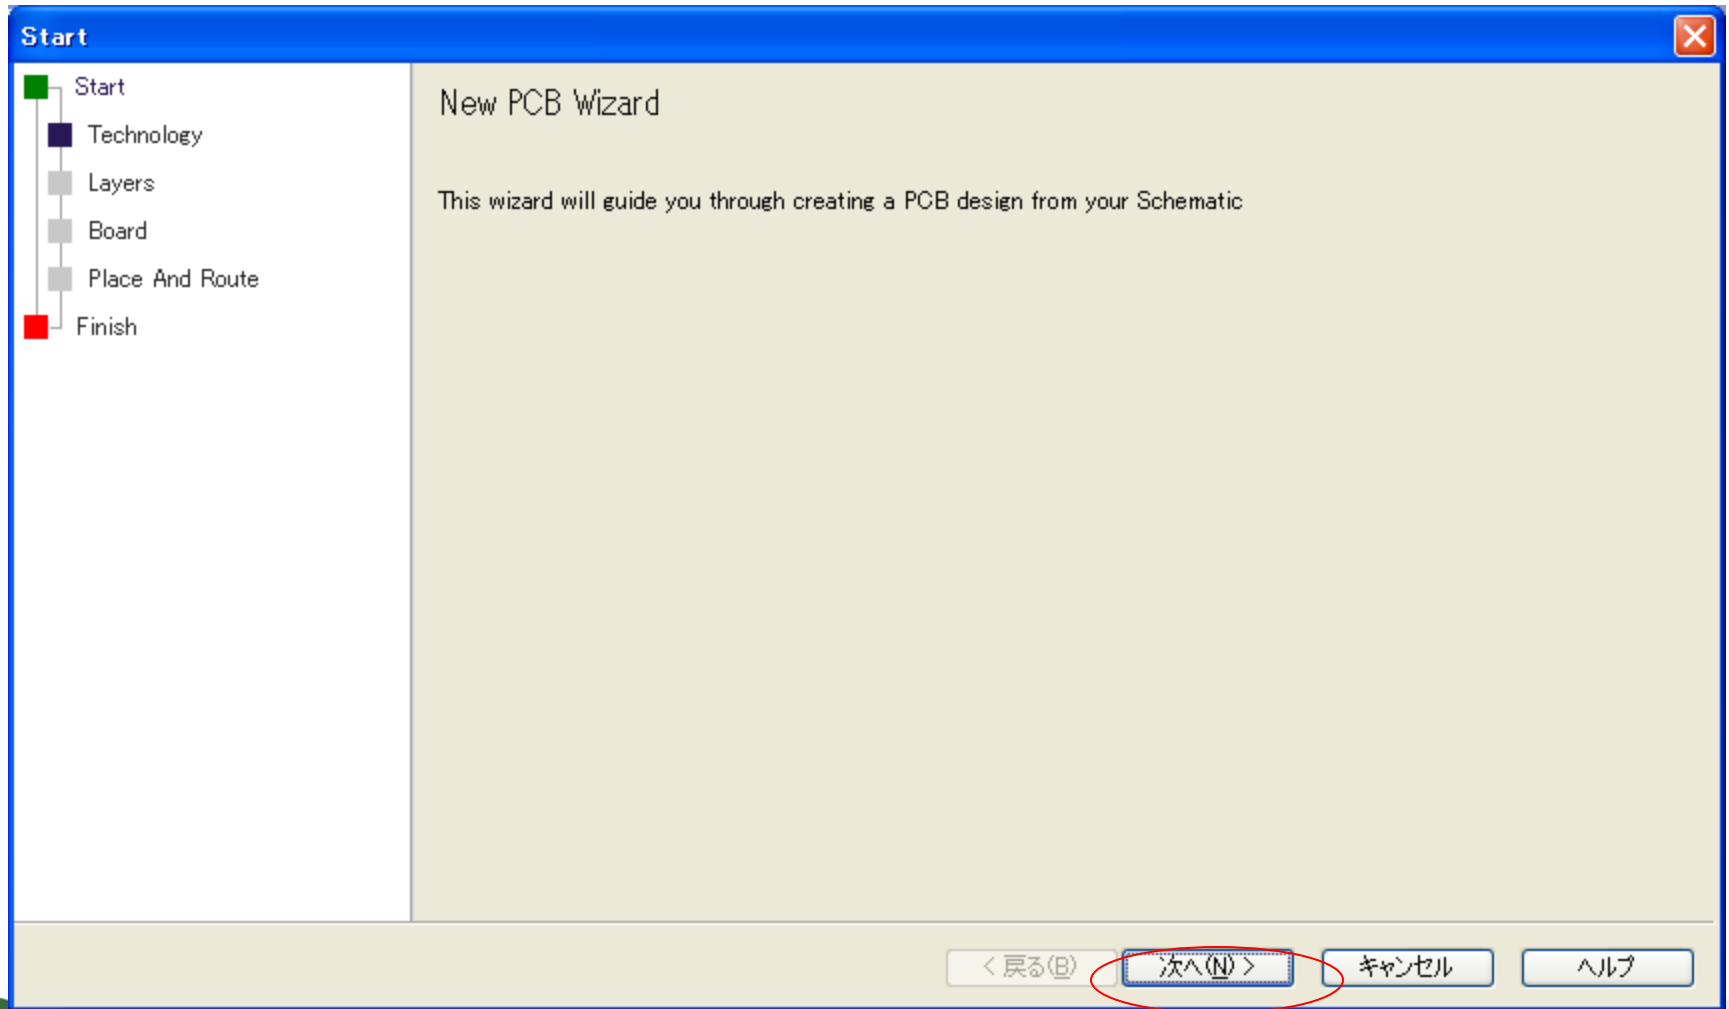 Start
Start
Technology
Layers
Board
Place And Route
Finish
New PCB Wizard
This wizard will guide you through creating a PCB design from your Schematic
< 戻る(B)
次へ(N) >
キャンセル
ヘルプ